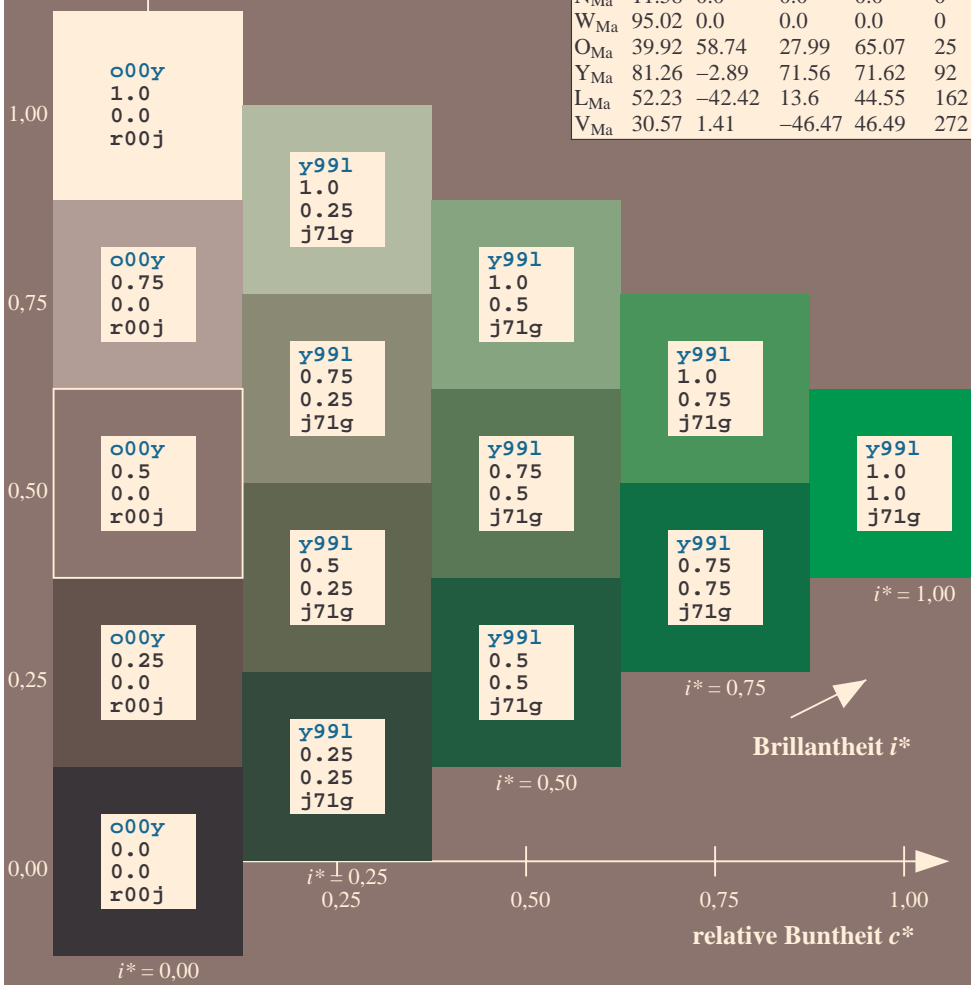 W_Ma 95.02 0.0 0.0 0.0 0
O_Ma 39.92 58.74 27.99 65.07 25
Y_Ma 81.26 −2.89 71.56 71.62 92
L_Ma 52.23 −42.42 13.6 44.55 162
V_Ma 30.57 1.41 −46.47 46.49 272
1,00
0,75
0,50
0,25
0,00
o00y
1.0
0.0
r00j
o00y
0.75
0.0
r00j
o00y
0.5
0.0
r00j
o00y
0.25
0.0
r00j
o00y
0.0
0.0
r00j
i* = 0,00
y99l
1.0
0.25
j71g
y99l
0.75
0.25
j71g
y99l
0.5
0.25
j71g
y99l
0.25
0.25
j71g
i* = 0,25
y99l
1.0
0.5
j71g
y99l
0.75
0.5
j71g
y99l
0.5
0.5
j71g
i* = 0,50
y99l
1.0
0.75
j71g
y99l
0.75
0.75
j71g
i* = 0,75
y99l
1.0
1.0
j71g
i* = 1,00
Brillantheit i*
0,25 0,50 0,75 1,00
relative Buntheit c*